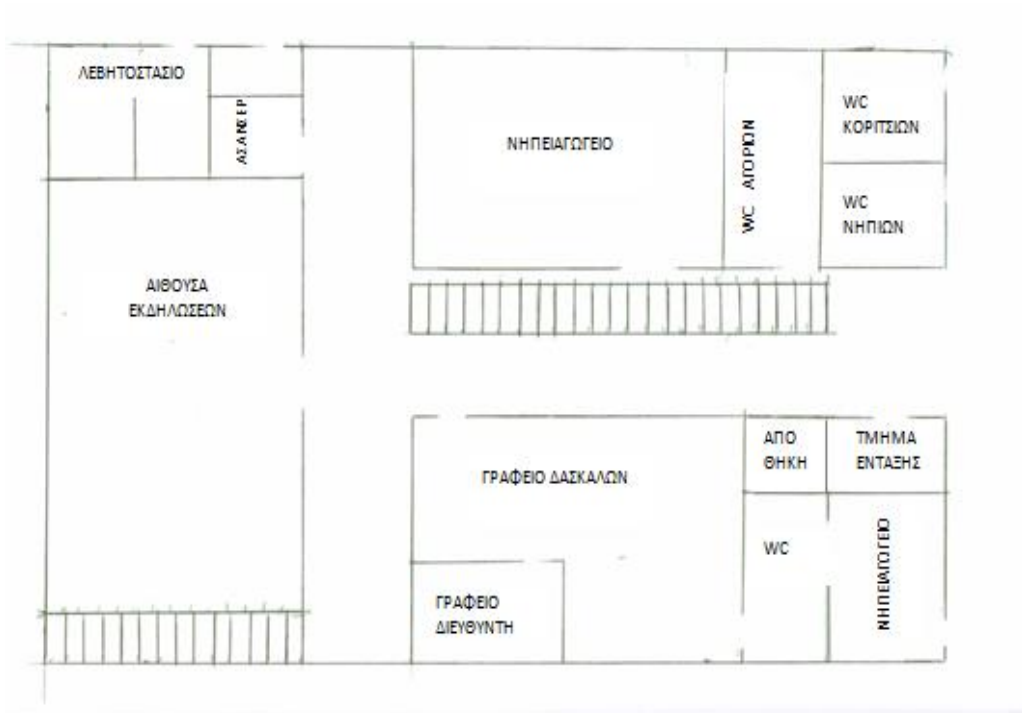 ΛΕΒΗΤΟΣΤΑΣΙΟ
ΑΣΑΝΣΕΡ
ΑΙΘΟΥΣΑ
ΕΚΔΗΛΩΣΕΩΝ
ΝΗΠΕΙΑΓΩΓΕΙΟ
WC ΑΓΟΡΙΩΝ
WC
ΚΟΡΙΤΣΙΩΝ
WC
ΝΗΠΙΩΝ
ΓΡΑΦΕΙΟ ΔΑΣΚΑΛΩΝ
ΓΡΑΦΕΙΟ
ΔΙΕΥΘΥΝΤΗ
ΑΠΟ
ΘΗΚΗ
ΤΜΗΜΑ
ΕΝΤΑΞΗΣ
WC
ΝΗΠΕΙΑΓΩΓΕΙΟ